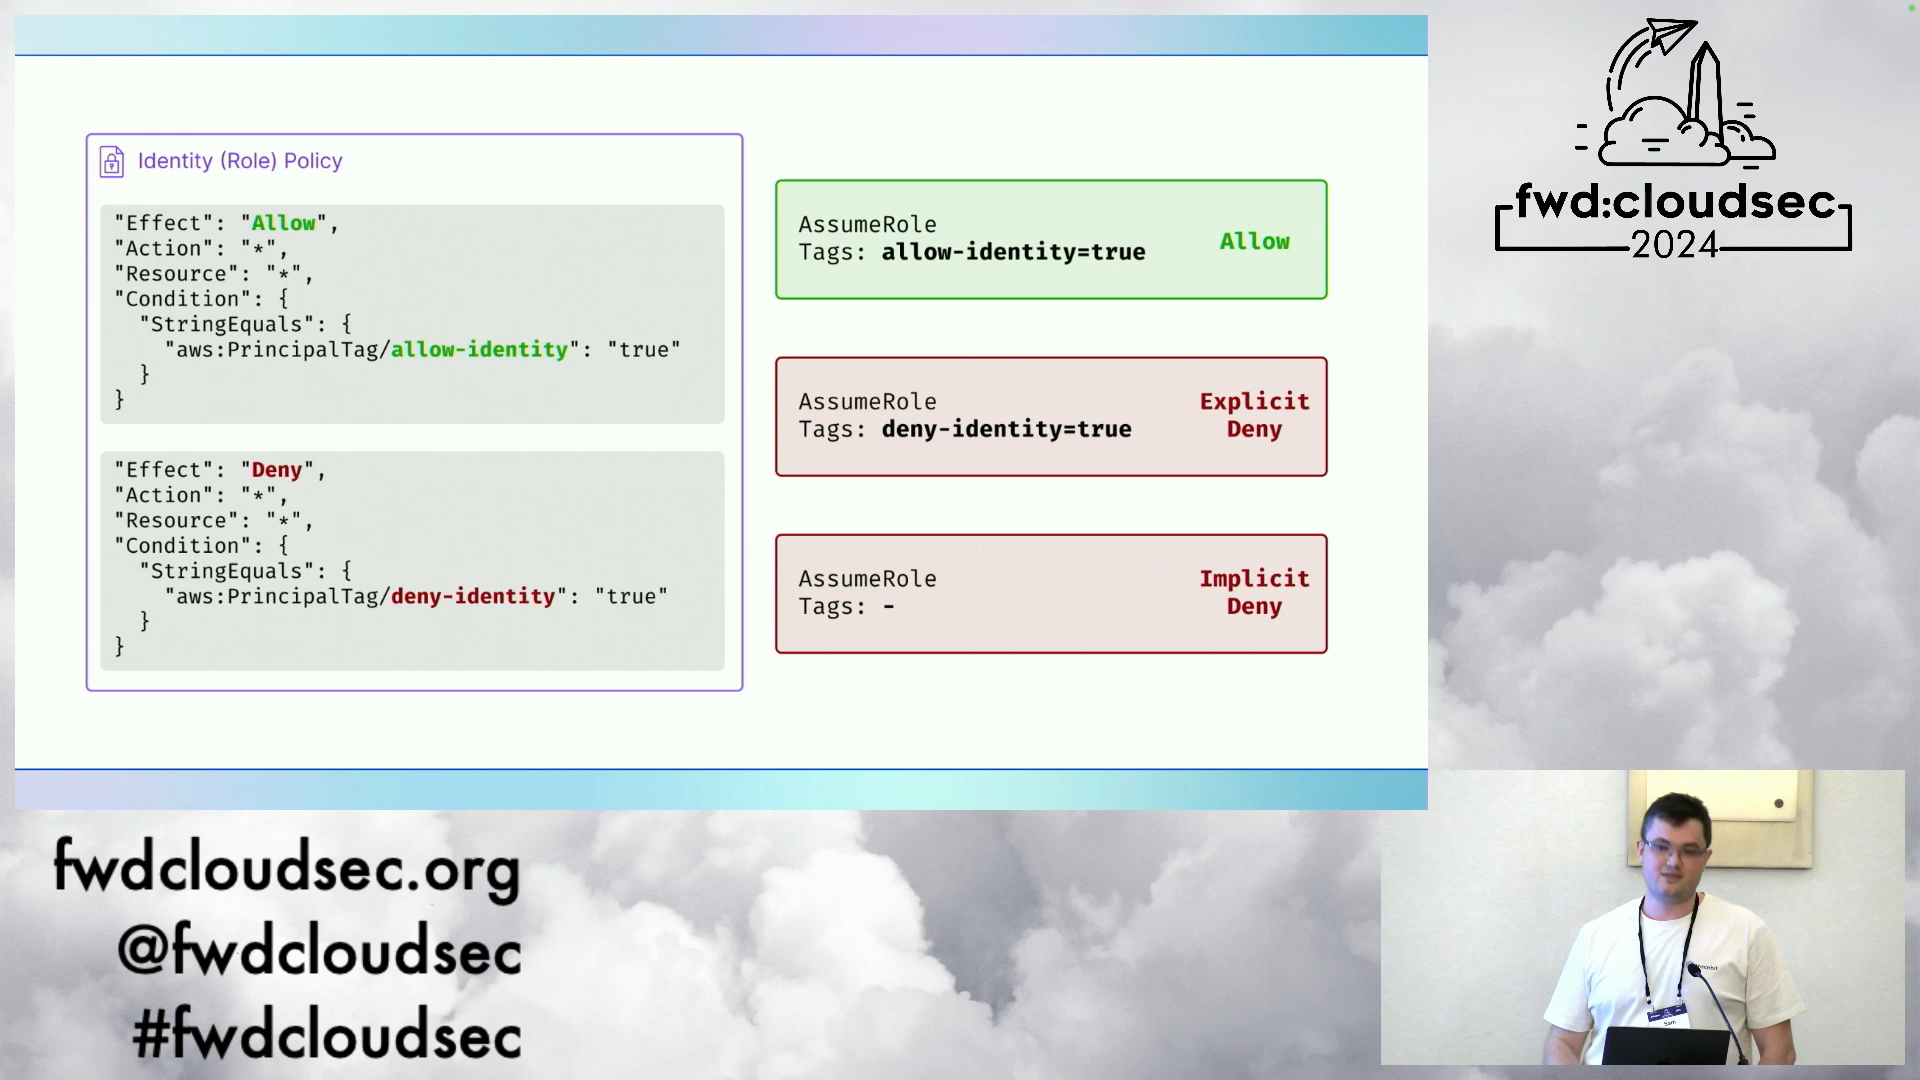 Identity (Role) Policy
"Effect": "Allow",
"Action": "*",
"Resource": "*",
"Condition": {
"StringEquals": {
"aws:PrincipalTag/allow-identity": "true"
}
}
"Effect": "Deny",
"Action": "*",
"Resource": "*",
"Condition": {
"StringEquals": {
"aws:PrincipalTag/deny-identity": "true"
}
}
AssumeRole
Tags: allow-identity=true
Allow
AssumeRole
Tags: deny-identity=true
Explicit
Deny
AssumeRole
Tags: -
Implicit
Deny
fwd:cloudsec
2024
fwdcloudsec.org
@fwdcloudsec
#fwdcloudsec
Sam